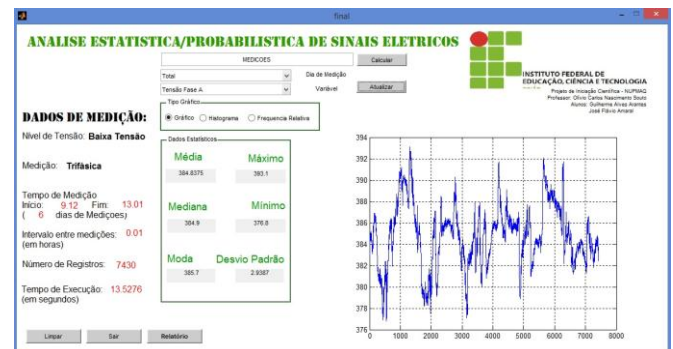 final
ANALISE ESTATISTICA/PROBABILISTICA DE SINAIS ELETRICOS
MEDICOES
Calcular
Total
Dia de Medição
Tensão Fase A
Variável
Atualizar
INSTITUTO FEDERAL DE
EDUCAÇÃO, CIÊNCIA E TECNOLOGIA
Projeto de Iniciação Científica - NUPMAG
Professor: Olívio Carlos Nascimento Souto
Alunos: Guilherme Alves Arantes
José Flávio Amaral
Tipo Gráfico
Gráfico
Histograma
Frequencia Relativa
DADOS DE MEDIÇÃO:
Nível de Tensão: Baixa Tensão
Medição: Trifásica
Tempo de Medição
Início: 9.12 Fim: 13.01
( 6 dias de Medições)
Intervalo entre medições: 0.01
(em horas)
Número de Registros: 7430
Tempo de Execução: 13.5276
(em segundos)
Dados Estatísticos
Média
Máximo
384.8375
393.1
Mediana
Mínimo
384.9
376.8
Moda
Desvio Padrão
385.7
2.9387
394
392
390
388
386
384
382
380
378
376
0 1000 2000 3000 4000 5000 6000 7000 8000
Limpar
Sair
Relatório